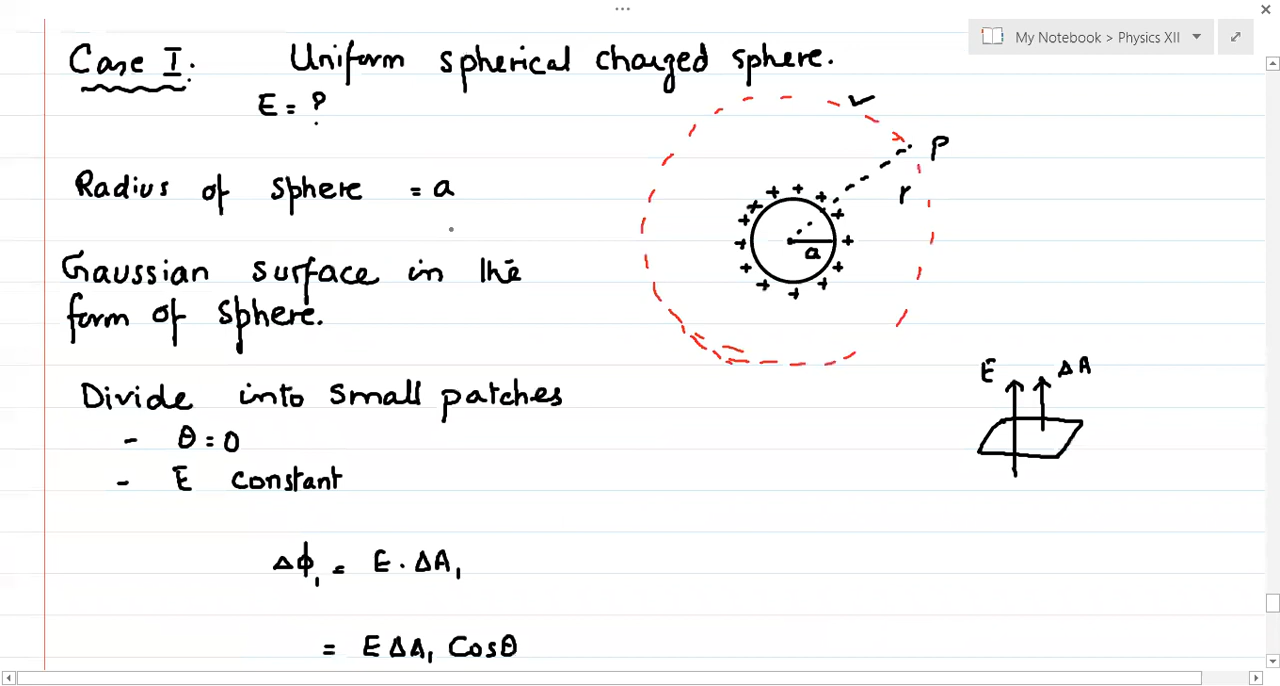 My Notebook > Physics XII
Case I. Uniform spherical charged sphere.
E = ?
P
r
a
Radius of sphere = a
Gaussian surface in the
form of sphere.
E ΔA
Divide into small patches
- θ = 0
- E constant
Δϕ₁ = E · ΔA₁
= E ΔA₁ Cosθ